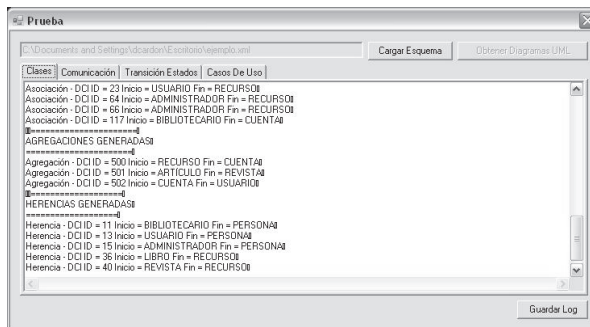 Prueba
C:\Documents and Settings\dcardon\Escritorio\ejemplo.xml
Cargar Esquema
Obtener Diagramas UML
Clases
Comunicación
Transición Estados
Casos De Uso
Asociación - DCI ID = 23 Inicio = USUARIO Fin = RECURSO
Asociación - DCI ID = 64 Inicio = ADMINISTRADOR Fin = RECURSO
Asociación - DCI ID = 66 Inicio = ADMINISTRADOR Fin = RECURSO
Asociación - DCI ID = 117 Inicio = BIBLIOTECARIO Fin = CUENTA
=====================
AGREGACIONES GENERADAS
=====================
Agregación - DCI ID = 500 Inicio = RECURSO Fin = CUENTA
Agregación - DCI ID = 501 Inicio = ARTÍCULO Fin = REVISTA
Agregación - DCI ID = 502 Inicio = CUENTA Fin = USUARIO
==================
HERENCIAS GENERADAS
==================
Herencia - DCI ID = 11 Inicio = BIBLIOTECARIO Fin = PERSONA
Herencia - DCI ID = 13 Inicio = USUARIO Fin = PERSONA
Herencia - DCI ID = 15 Inicio = ADMINISTRADOR Fin = PERSONA
Herencia - DCI ID = 36 Inicio = LIBRO Fin = RECURSO
Herencia - DCI ID = 40 Inicio = REVISTA Fin = RECURSO
Guardar Log